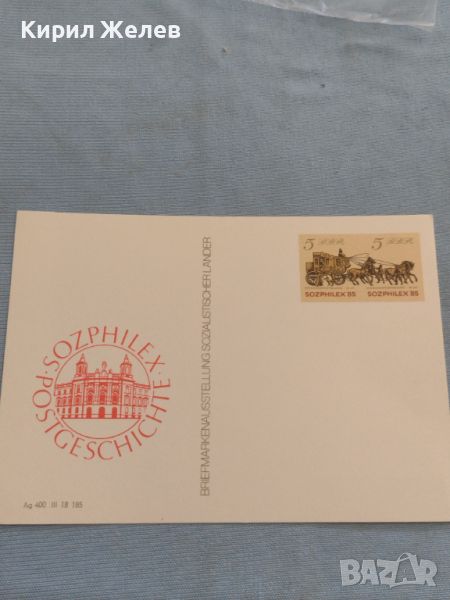 Кирил Желев
5 DDR 5 DDR
SOZPHILEX 85 SOZPHILEX 85
BRIEFMARKENAUSSTELLUNG SOZIALISTISCHER LÄNDER
SOZPHILEX · POSTGESCHICHTE ·
Ag 400 III 18 185
BAZAR